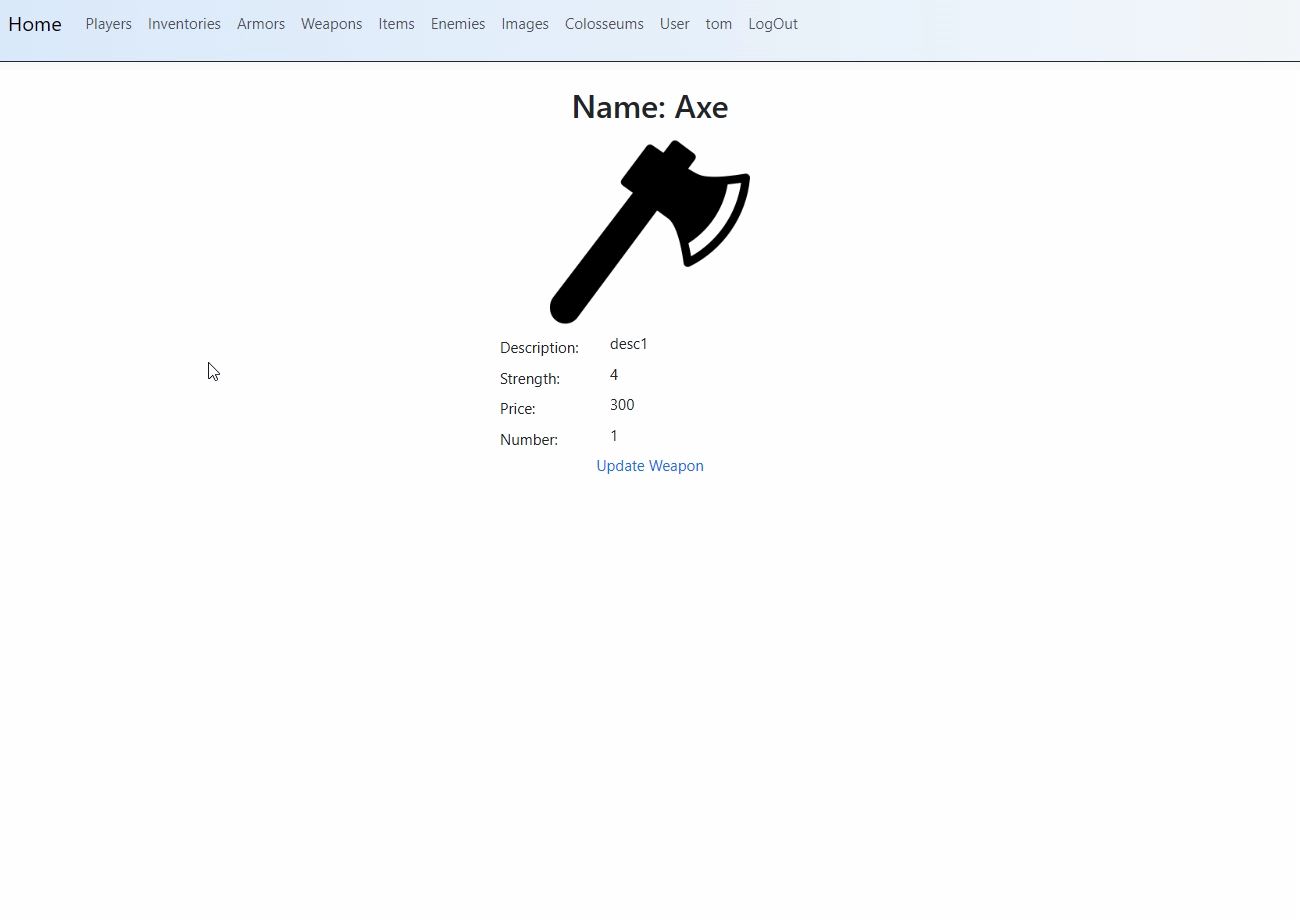 Home Players Inventories Armors Weapons Items Enemies Images Colosseums User tom LogOut
Name: Axe
Description: desc1
Strength: 4
Price: 300
Number: 1
Update Weapon